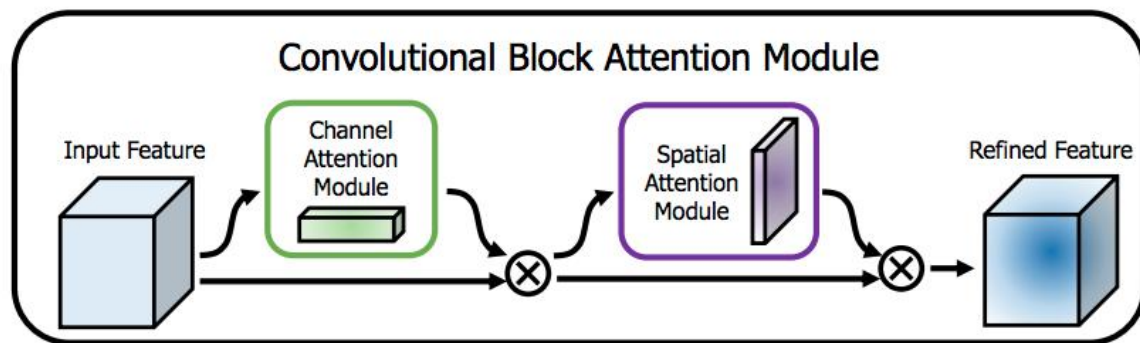 Convolutional Block Attention Module
Input Feature
Channel
Attention
Module
Spatial
Attention
Module
Refined Feature